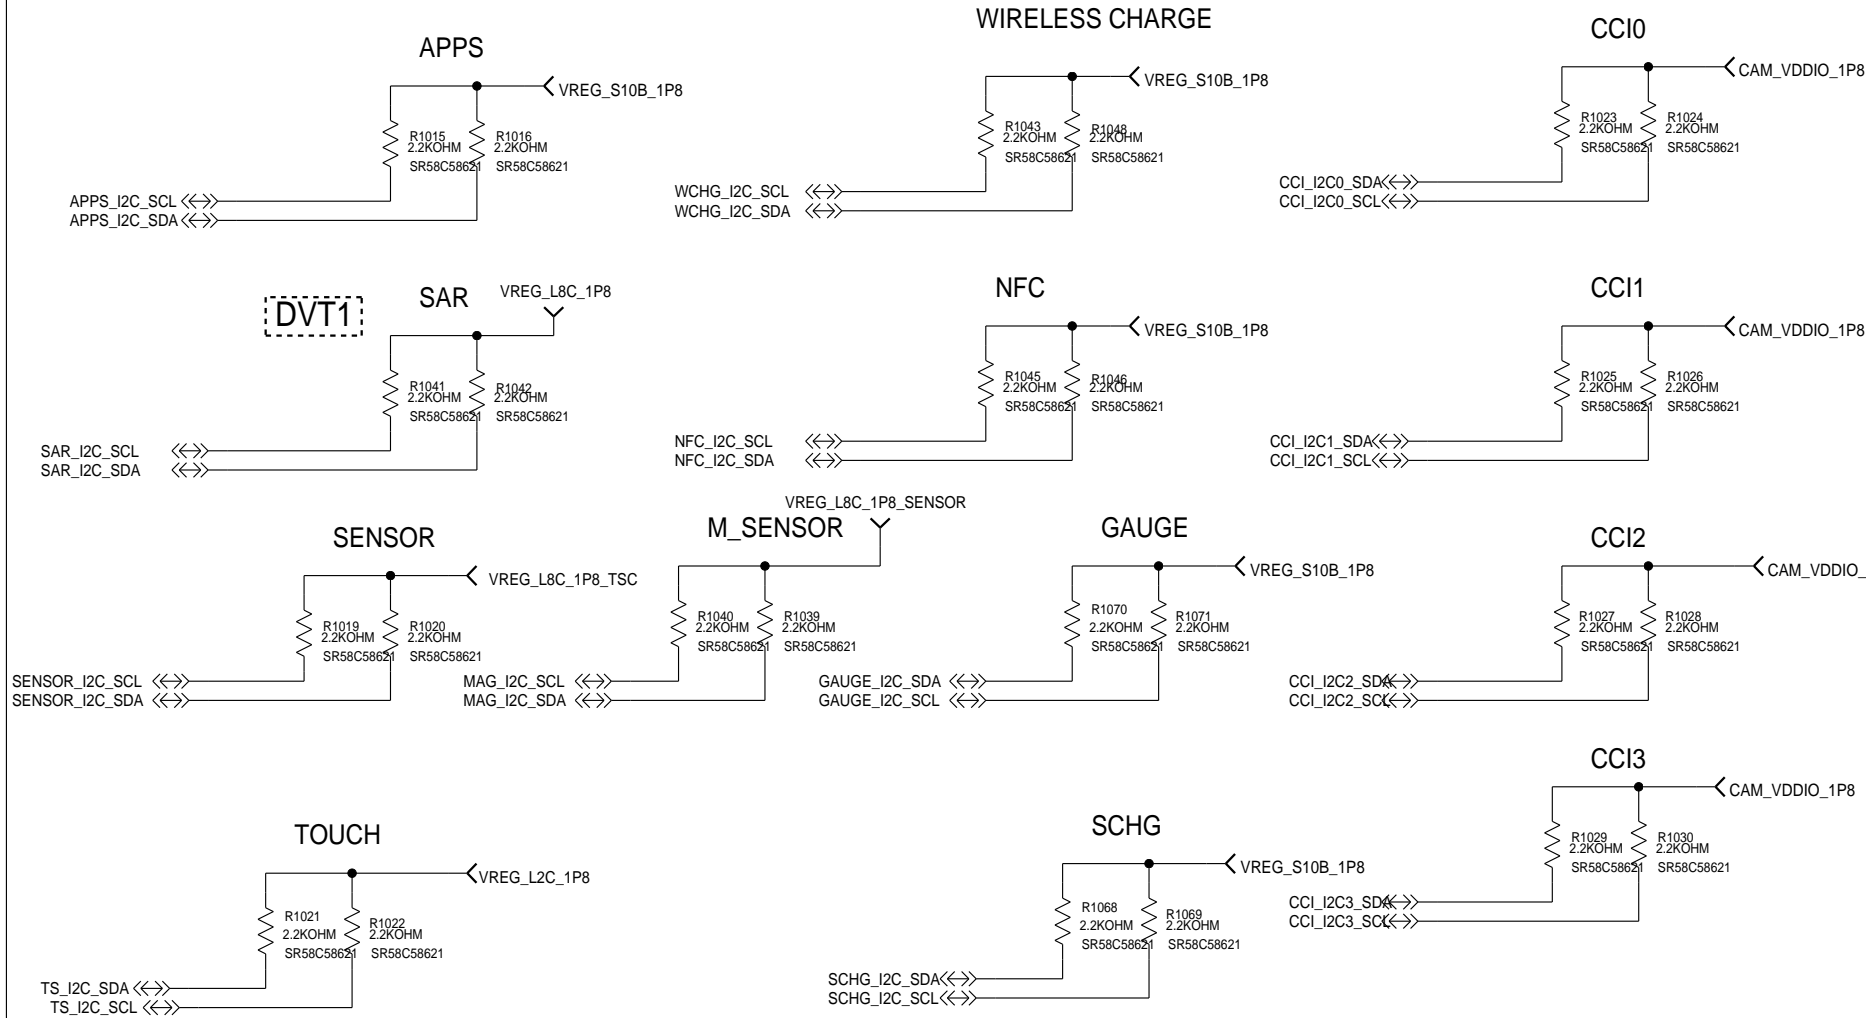 APPS
VREG_S10B_1P8
R1015
2.2KOHM
SR58C58621
R1016
2.2KOHM
SR58C58621
APPS_I2C_SCL
APPS_I2C_SDA
WIRELESS CHARGE
VREG_S10B_1P8
R1043
2.2KOHM
SR58C58621
R1048
2.2KOHM
SR58C58621
WCHG_I2C_SCL
WCHG_I2C_SDA
CCI0
CAM_VDDIO_1P8
R1023
2.2KOHM
SR58C58621
R1024
2.2KOHM
SR58C58621
CCI_I2C0_SDA
CCI_I2C0_SCL
DVT1
SAR
VREG_L8C_1P8
R1041
2.2KOHM
SR58C58621
R1042
2.2KOHM
SR58C58621
SAR_I2C_SCL
SAR_I2C_SDA
NFC
VREG_S10B_1P8
R1045
2.2KOHM
SR58C58621
R1046
2.2KOHM
SR58C58621
NFC_I2C_SCL
NFC_I2C_SDA
CCI1
CAM_VDDIO_1P8
R1025
2.2KOHM
SR58C58621
R1026
2.2KOHM
SR58C58621
CCI_I2C1_SDA
CCI_I2C1_SCL
SENSOR
VREG_L8C_1P8_TSC
R1019
2.2KOHM
SR58C58621
R1020
2.2KOHM
SR58C58621
SENSOR_I2C_SCL
SENSOR_I2C_SDA
M_SENSOR
VREG_L8C_1P8_SENSOR
R1040
2.2KOHM
SR58C58621
R1039
2.2KOHM
SR58C58621
MAG_I2C_SCL
MAG_I2C_SDA
GAUGE
VREG_S10B_1P8
R1070
2.2KOHM
SR58C58621
R1071
2.2KOHM
SR58C58621
GAUGE_I2C_SDA
GAUGE_I2C_SCL
CCI2
CAM_VDDIO_
R1027
2.2KOHM
SR58C58621
R1028
2.2KOHM
SR58C58621
CCI_I2C2_SDA
CCI_I2C2_SCL
TOUCH
VREG_L2C_1P8
R1021
2.2KOHM
SR58C58621
R1022
2.2KOHM
SR58C58621
TS_I2C_SDA
TS_I2C_SCL
SCHG
VREG_S10B_1P8
R1068
2.2KOHM
SR58C58621
R1069
2.2KOHM
SR58C58621
SCHG_I2C_SDA
SCHG_I2C_SCL
CCI3
CAM_VDDIO_1P8
R1029
2.2KOHM
SR58C58621
R1030
2.2KOHM
SR58C58621
CCI_I2C3_SDA
CCI_I2C3_SCL